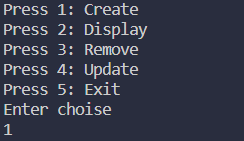 Press 1: Create
Press 2: Display
Press 3: Remove
Press 4: Update
Press 5: Exit
Enter choise
1